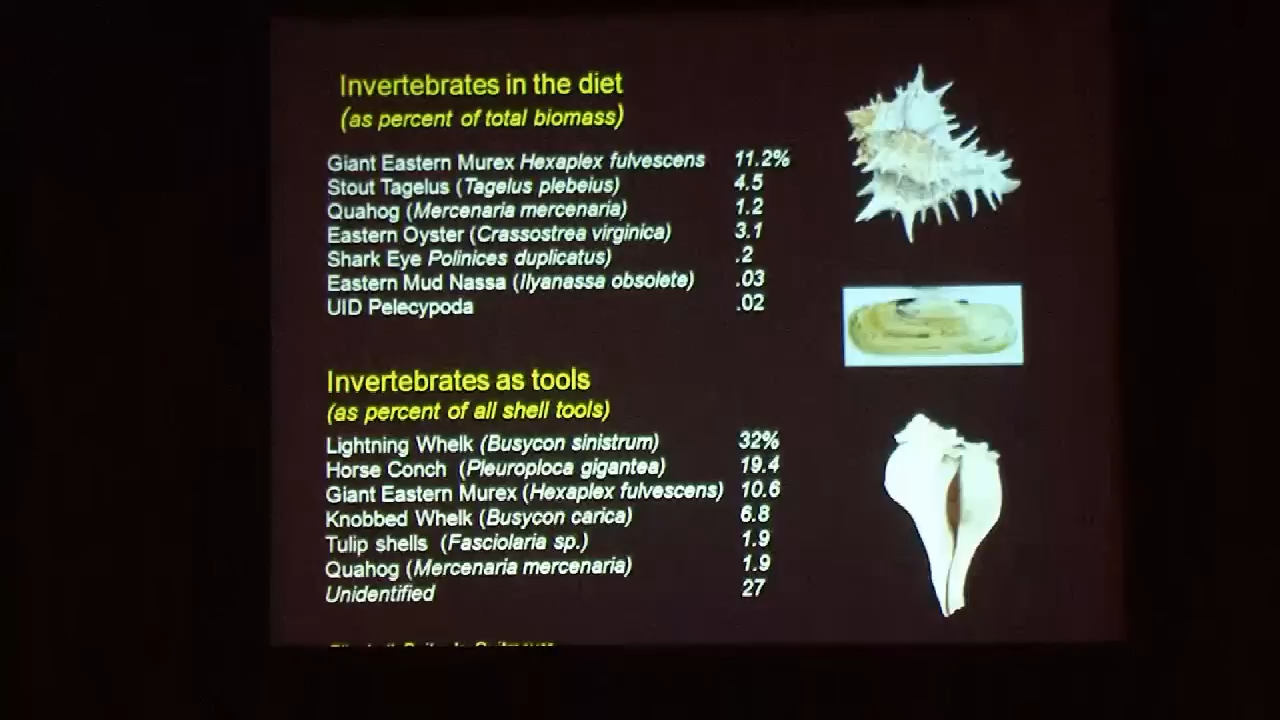 Invertebrates in the diet
(as percent of total biomass)
Giant Eastern Murex Hexaplex fulvescens 11.2%
Stout Tagelus (Tagelus plebeius) 4.5
Quahog (Mercenaria mercenaria) 1.2
Eastern Oyster (Crassostrea virginica) 3.1
Shark Eye Polinices duplicatus) .2
Eastern Mud Nassa (Ilyanassa obsolete) .03
UID Pelecypoda .02
Invertebrates as tools
(as percent of all shell tools)
Lightning Whelk (Busycon sinistrum) 32%
Horse Conch (Pleuroploca gigantea) 19.4
Giant Eastern Murex (Hexaplex fulvescens) 10.6
Knobbed Whelk (Busycon carica) 6.8
Tulip shells (Fasciolaria sp.) 1.9
Quahog (Mercenaria mercenaria) 1.9
Unidentified 27